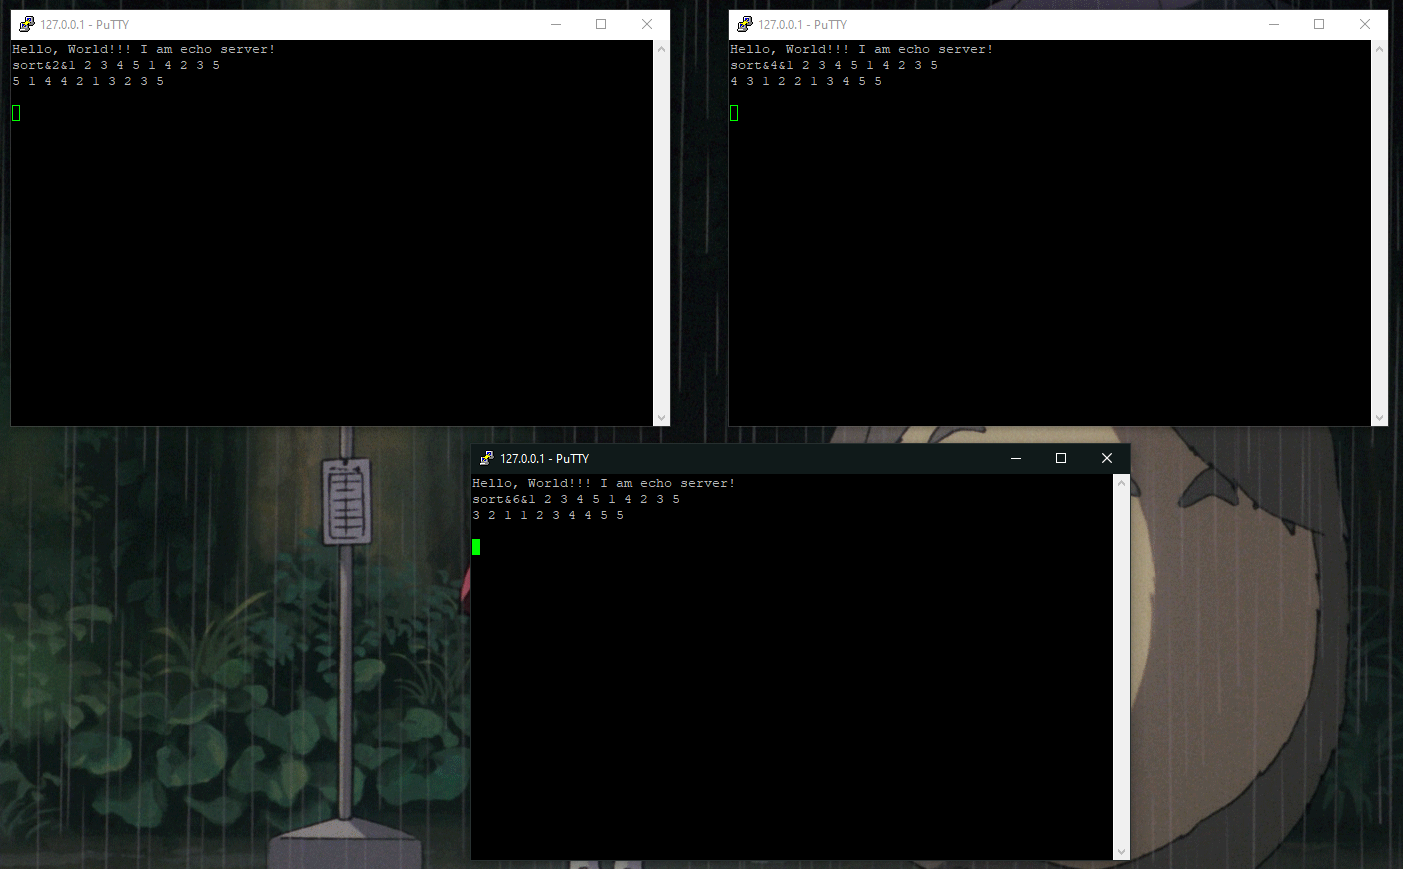 127.0.0.1 - PuTTY
Hello, World!!! I am echo server!
sort&2&1 2 3 4 5 1 4 2 3 5
5 1 4 4 2 1 3 2 3 5
127.0.0.1 - PuTTY
Hello, World!!! I am echo server!
sort&4&1 2 3 4 5 1 4 2 3 5
4 3 1 2 2 1 3 4 5 5
127.0.0.1 - PuTTY
Hello, World!!! I am echo server!
sort&6&1 2 3 4 5 1 4 2 3 5
3 2 1 1 2 3 4 4 5 5